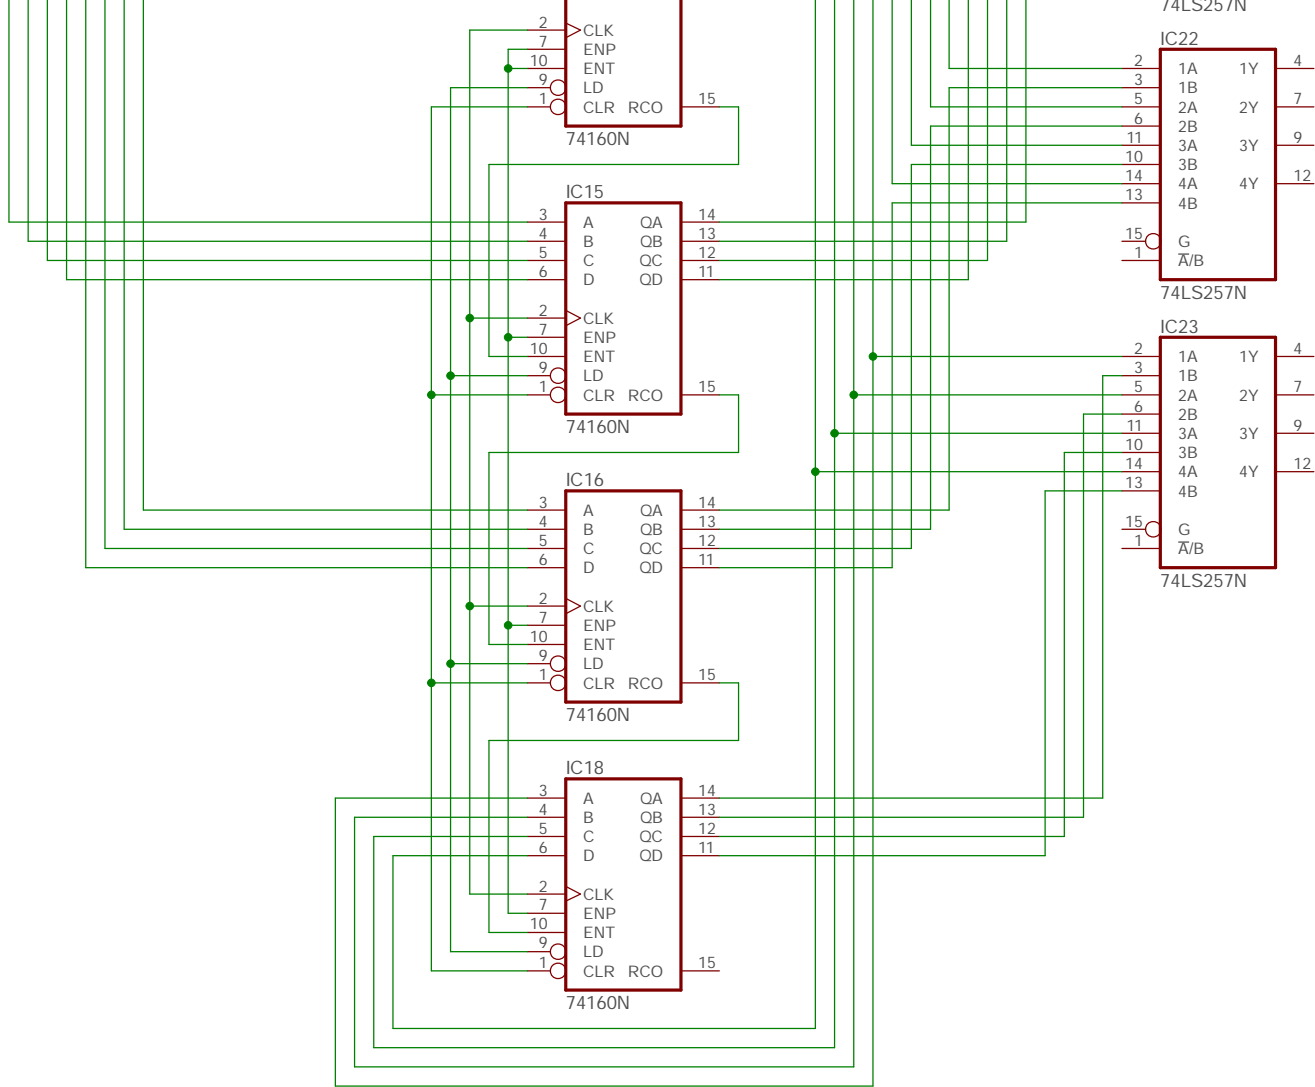 2 CLK
7 ENP
10 ENT
9 LD
1 CLR RCO 15
74160N
IC15
3 A QA 14
4 B QB 13
5 C QC 12
6 D QD 11
2 CLK
7 ENP
10 ENT
9 LD
1 CLR RCO 15
74160N
IC16
3 A QA 14
4 B QB 13
5 C QC 12
6 D QD 11
2 CLK
7 ENP
10 ENT
9 LD
1 CLR RCO 15
74160N
IC18
3 A QA 14
4 B QB 13
5 C QC 12
6 D QD 11
2 CLK
7 ENP
10 ENT
9 LD
1 CLR RCO 15
74160N
74LS257N
IC22
2 1A 1Y 4
3 1B
5 2A 2Y 7
6 2B
11 3A 3Y 9
10 3B
14 4A 4Y 12
13 4B
15 G
1 A̅/B
74LS257N
IC23
2 1A 1Y 4
3 1B
5 2A 2Y 7
6 2B
11 3A 3Y 9
10 3B
14 4A 4Y 12
13 4B
15 G
1 A̅/B
74LS257N